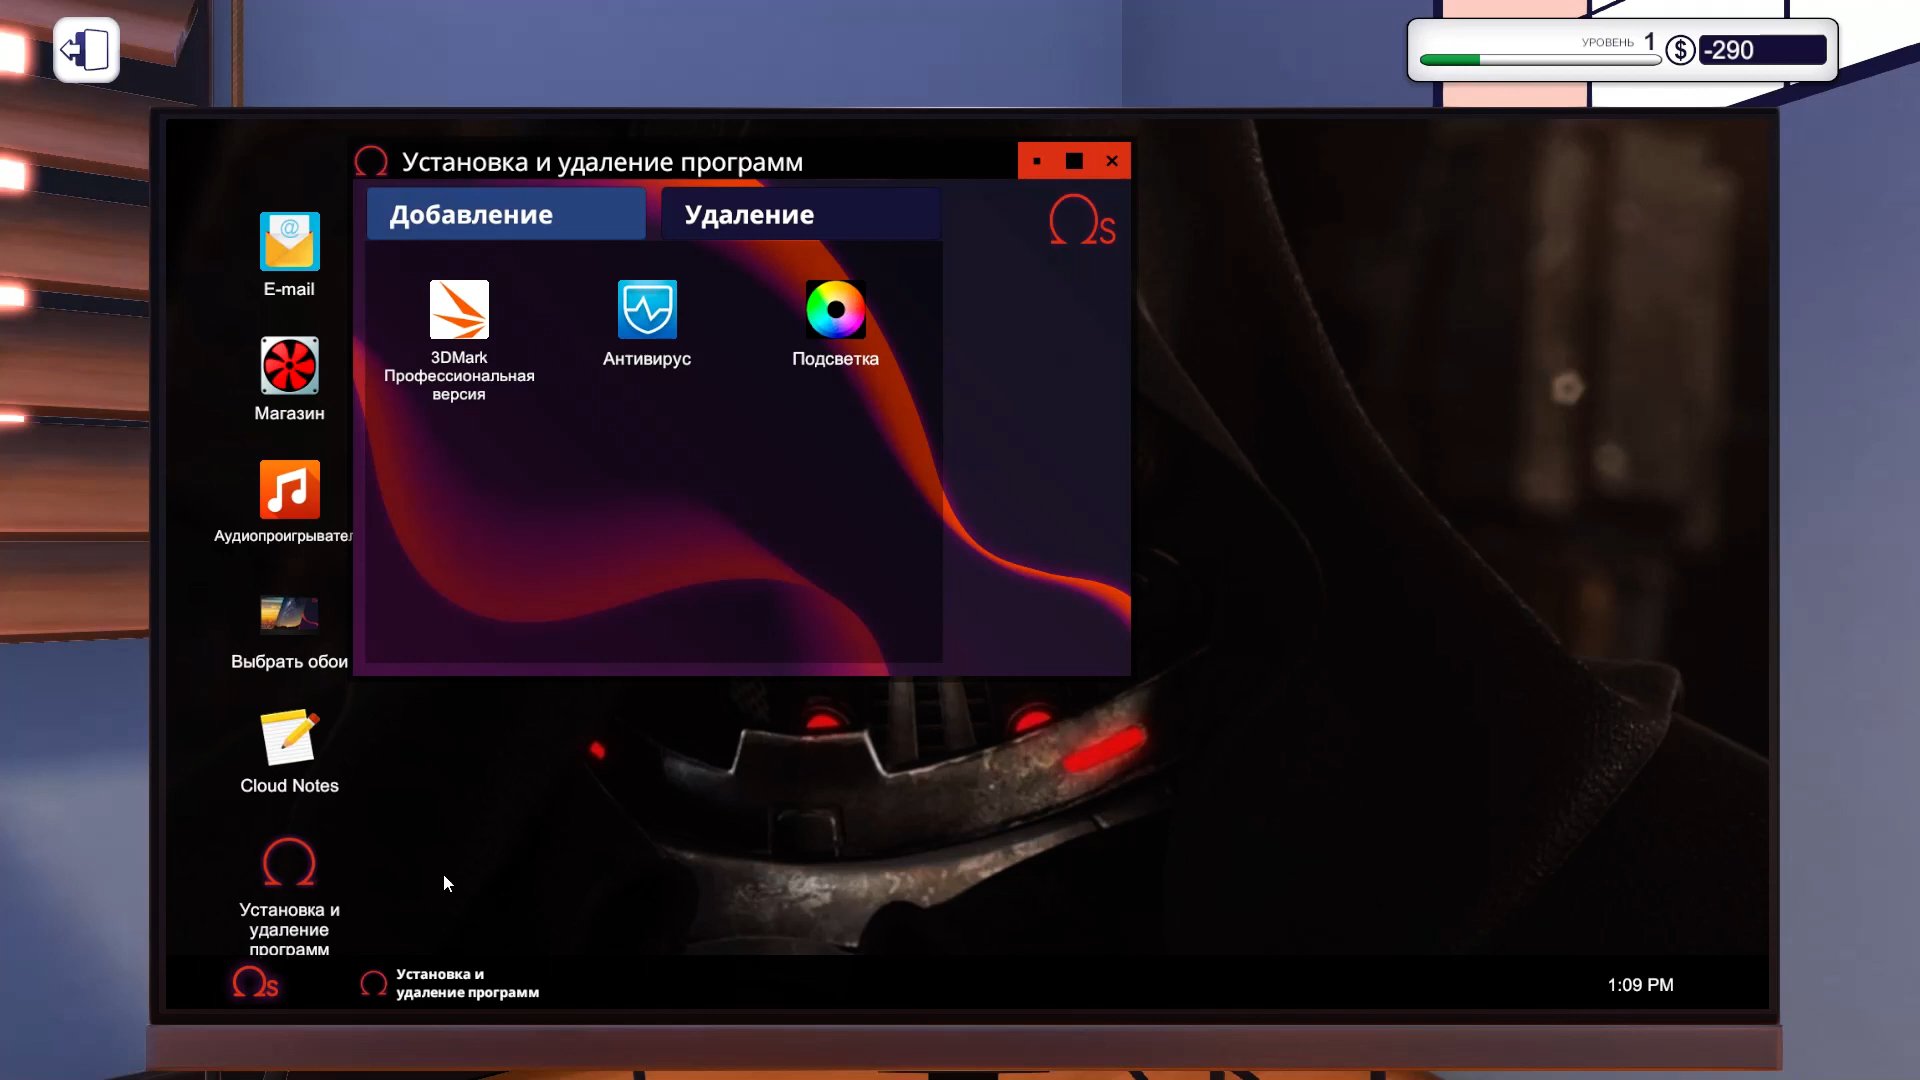 УРОВЕНЬ 1
-290
Установка и удаление программ
Добавление
Удаление
s
E-mail
3DMark
Профессиональная
версия
Антивирус
Подсветка
Магазин
Аудиопроигрывател
Выбрать обои
Cloud Notes
Установка и
удаление
программ
s
Установка и
удаление программ
1:09 PM